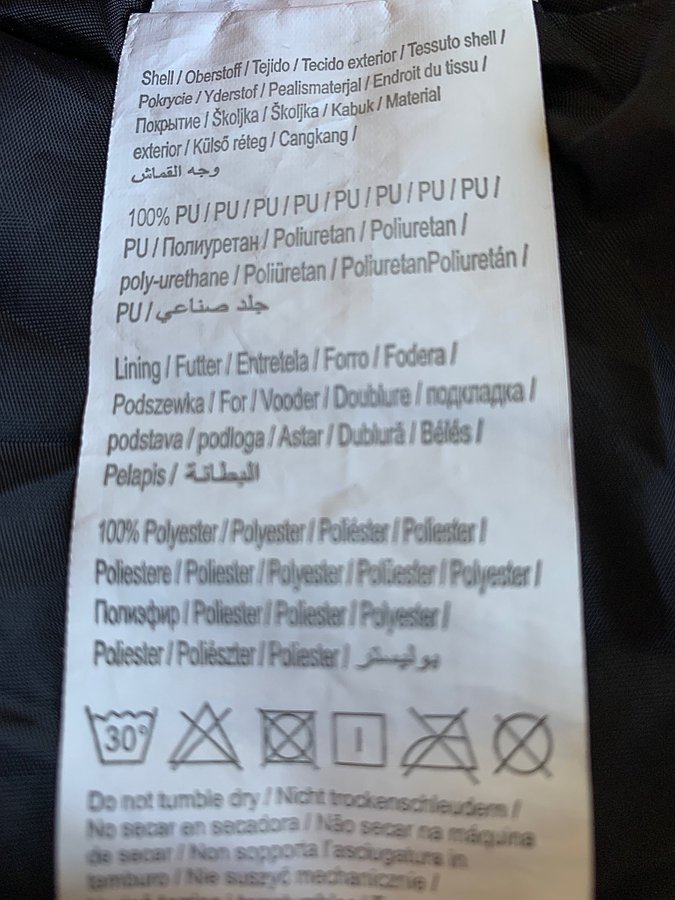 Shell / Oberstoff / Tejido / Tecido exterior / Tessuto shell /
Pokrycie / Yderstof / Pealismaterjal / Endroit du tissu /
Покрытие / Školjka / Školjka / Kabuk / Material
exterior / Külső réteg / Cangkang /
وجه القماش
100% PU / PU / PU / PU / PU / PU / PU / PU /
PU / Полиуретан / Poliuretan / Poliuretan /
poly-urethane / Poliüretan / PoliuretanPoliuretán /
PU / جلد صناعي
Lining / Futter / Entretela / Forro / Fodera /
Podszewka / For / Vooder / Doublure / подкладка /
podstava / podloga / Astar / Dublură / Bélés /
Pelapis / البطانة
100% Polyester / Polyester / Poliéster / Poliester /
Poliestere / Poliester / Polyester / Polüester / Polyester /
Полиэфир / Poliester / Poliester / Polyester /
Poliester / Poliészter / Poliester / بوليستر
30°
Do not tumble dry / Nicht trockenschleudern /
No secar en secadora / Não secar na máquina
de secar / Non sopporta l'asciugatura in
tamburo / Nie suszyć mechanicznie /